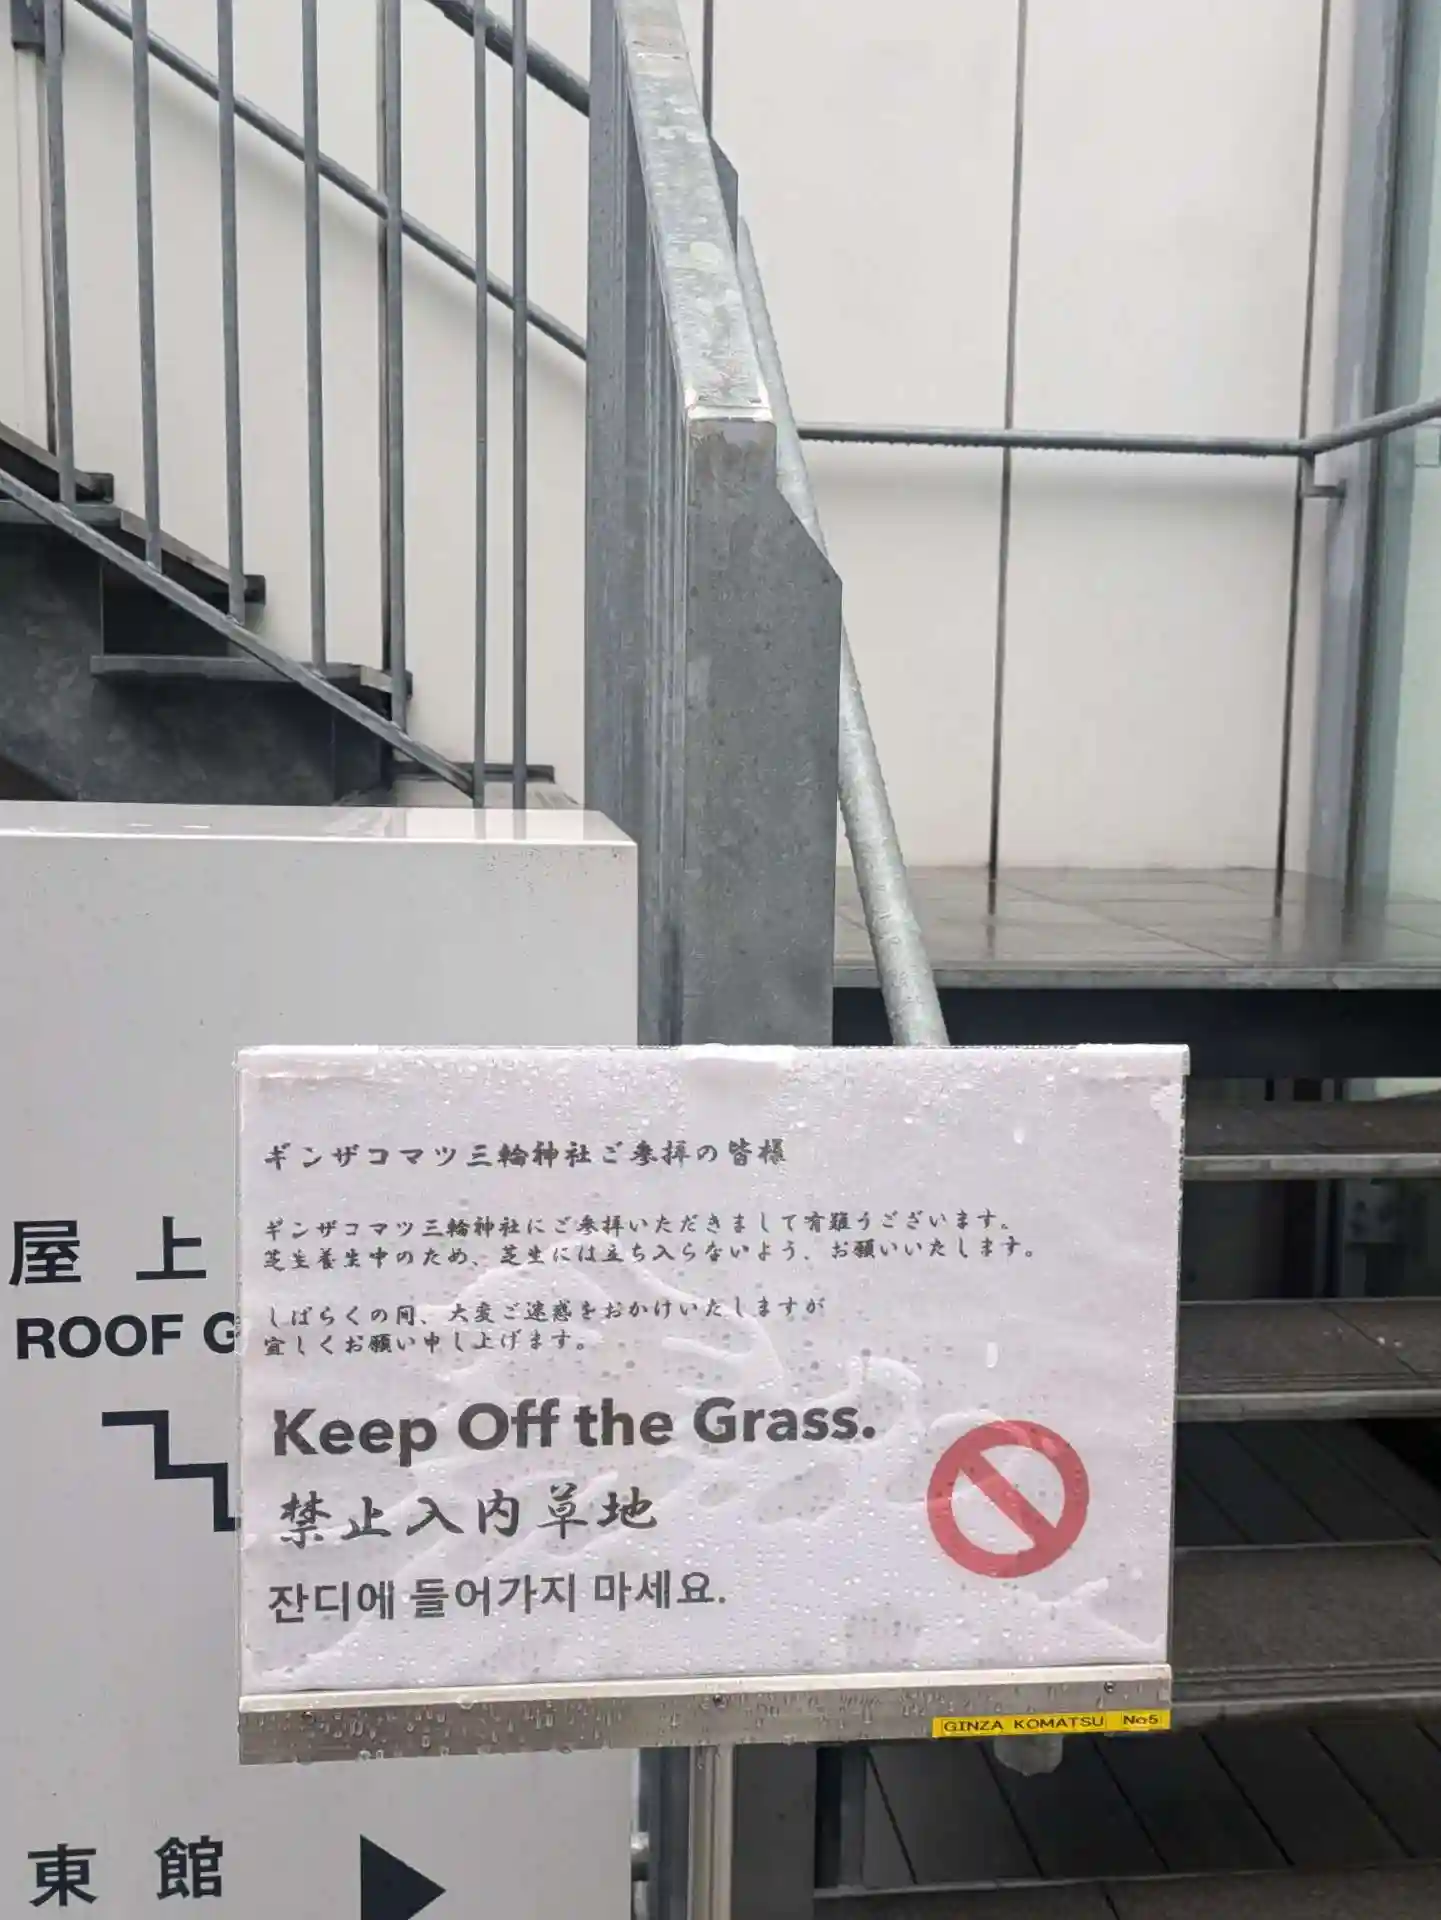 ギンザコマツ三輪神社ご参拝の皆様
ギンザコマツ三輪神社にご参拝いただきまして有難うございます。
芝生養生中のため、芝生には立ち入らないよう、お願いいたします。
しばらくの間、大変ご迷惑をおかけいたしますが
宜しくお願い申し上げます。
Keep Off the Grass.
禁止入内草地
잔디에 들어가지 마세요.
GINZA KOMATSU No5
屋上
ROOF G
東館